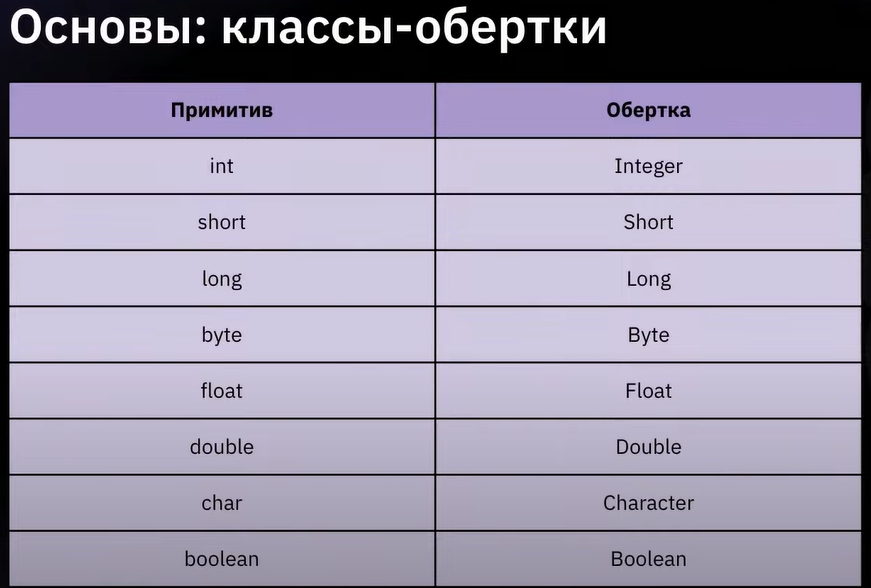 Основы: классы-обертки
Примитив Обертка
int Integer
short Short
long Long
byte Byte
float Float
double Double
char Character
boolean Boolean